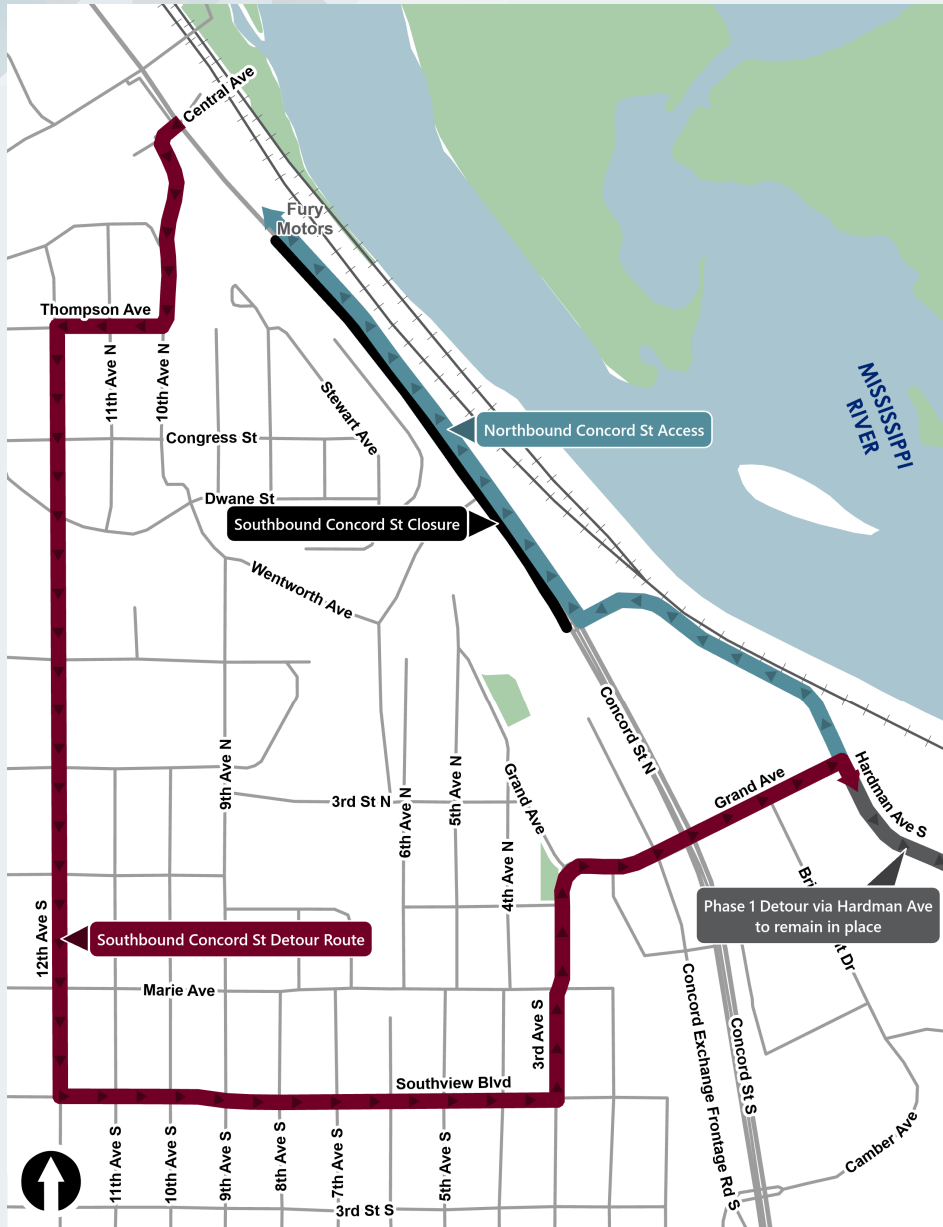 Central Ave
Fury
Motors
Thompson Ave
11th Ave N
10th Ave N
Stewart Ave
MISSISSIPPI
RIVER
Northbound Concord St Access
Congress St
Dwane St
Southbound Concord St Closure
Wentworth Ave
Concord St N
9th Ave N
3rd St N
6th Ave N
5th Ave N
Grand Ave
4th Ave N
Grand Ave
Hardman Ave S
Phase 1 Detour via Hardman Ave
to remain in place
12th Ave S
Southbound Concord St Detour Route
Marie Ave
3rd Ave S
Southview Blvd
Concord Exchange Frontage Rd S
Concord St S
Dr
Camber Ave
11th Ave S
10th Ave S
9th Ave S
8th Ave S
7th Ave S
5th Ave S
3rd St S